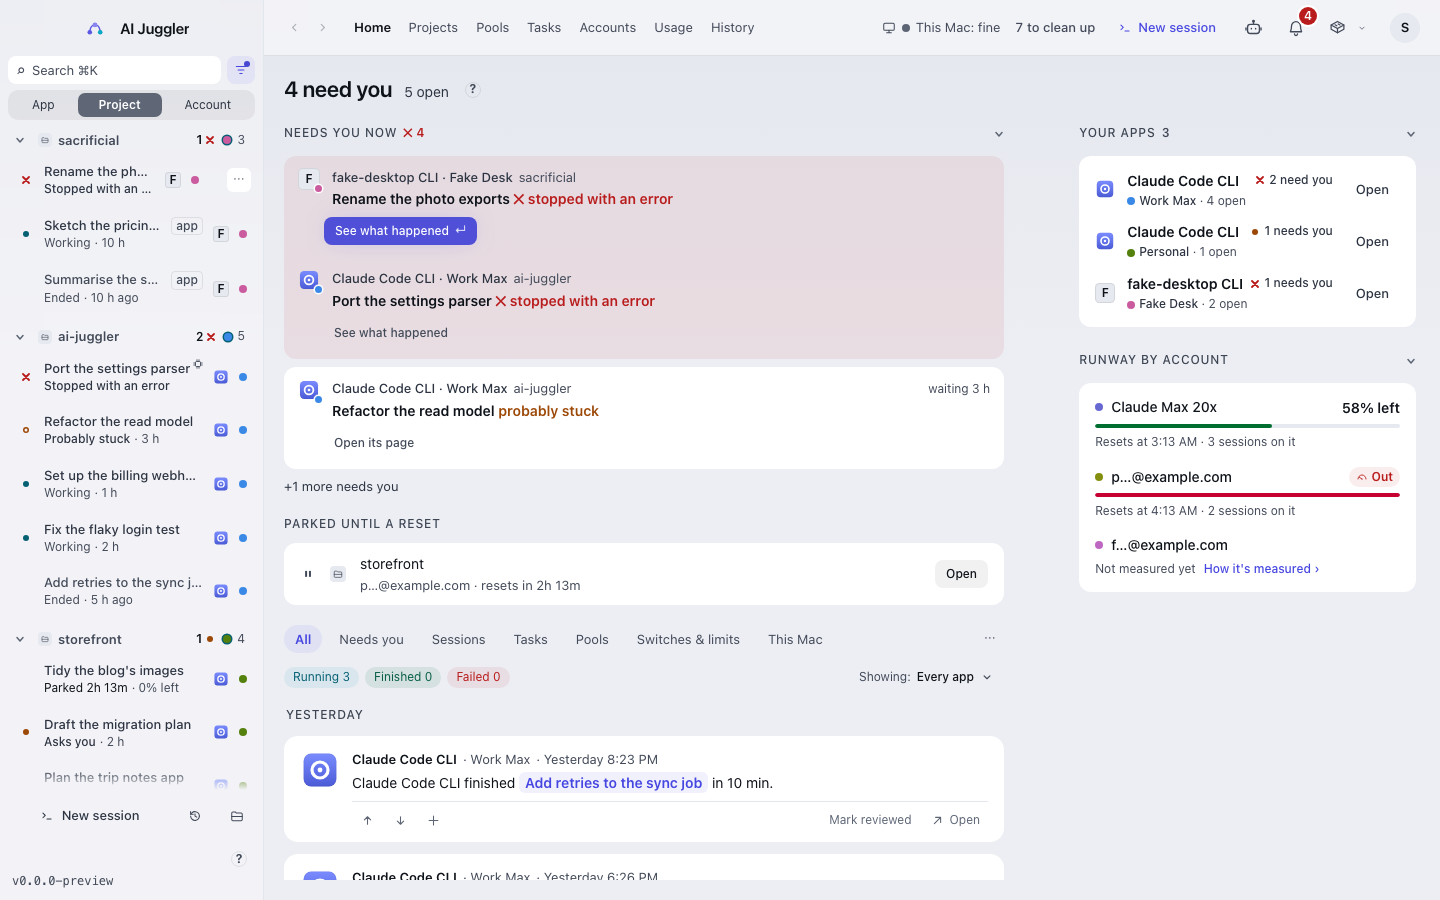 AI Juggler
Search ⌘K
App Project Account
sacrificial 1 3
Rename the ph... F
Stopped with an ...
Sketch the pricin... app F
Working · 10 h
Summarise the s... app F
Ended · 10 h ago
ai-juggler 2 5
Port the settings parser
Stopped with an error
Refactor the read model
Probably stuck · 3 h
Set up the billing webh...
Working · 1 h
Fix the flaky login test
Working · 2 h
Add retries to the sync j...
Ended · 5 h ago
storefront 1 4
Tidy the blog's images
Parked 2h 13m · 0% left
Draft the migration plan
Asks you · 2 h
Plan the trip notes app
New session
?
v0.0.0-preview
Home Projects Pools Tasks Accounts Usage History
This Mac: fine 7 to clean up New session 4 S
4 need you 5 open ?
NEEDS YOU NOW 4
F fake-desktop CLI · Fake Desk sacrificial
Rename the photo exports stopped with an error
See what happened
Claude Code CLI · Work Max ai-juggler
Port the settings parser stopped with an error
See what happened
Claude Code CLI · Work Max ai-juggler waiting 3 h
Refactor the read model probably stuck
Open its page
+1 more needs you
PARKED UNTIL A RESET
storefront
p...@example.com · resets in 2h 13m
Open
All Needs you Sessions Tasks Pools Switches & limits This Mac ...
Running 3 Finished 0 Failed 0 Showing: Every app
YESTERDAY
Claude Code CLI · Work Max · Yesterday 8:23 PM
Claude Code CLI finished Add retries to the sync job in 10 min.
Mark reviewed Open
Claude Code CLI · Work Max · Yesterday 6:26 PM
YOUR APPS 3
Claude Code CLI 2 need you Open
Work Max · 4 open
Claude Code CLI 1 needs you Open
Personal · 1 open
F fake-desktop CLI 1 needs you Open
Fake Desk · 2 open
RUNWAY BY ACCOUNT
Claude Max 20x 58% left
Resets at 3:13 AM · 3 sessions on it
p...@example.com Out
Resets at 4:13 AM · 2 sessions on it
f...@example.com
Not measured yet How it's measured ›